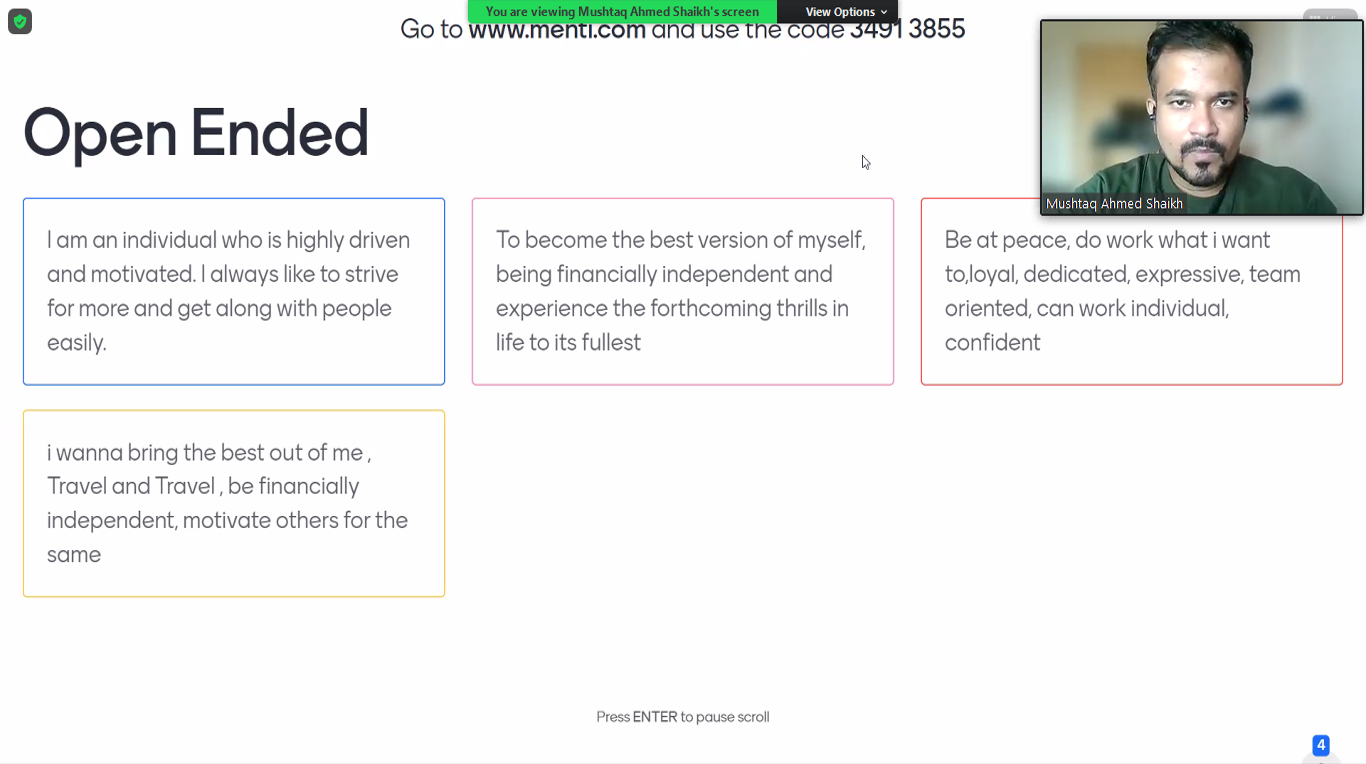 You are viewing Mushtaq Ahmed Shaikh's screen
View Options
Go to www.menti.com and use the code 3491 3855
Open Ended
Mushtaq Ahmed Shaikh
I am an individual who is highly driven
and motivated. I always like to strive
for more and get along with people
easily.
To become the best version of myself,
being financially independent and
experience the forthcoming thrills in
life to its fullest
Be at peace, do work what i want
to,loyal, dedicated, expressive, team
oriented, can work individual,
confident
i wanna bring the best out of me ,
Travel and Travel , be financially
independent, motivate others for the
same
Press ENTER to pause scroll
4